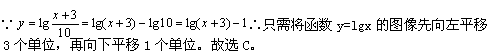 ∵ y = lg (x+3)/10 = lg(x+3)−lg10 = lg(x+3)−1 ∴只需将函数 y=lgx 的图像先向左平移
3 个单位，再向下平移 1 个单位。故选 C。